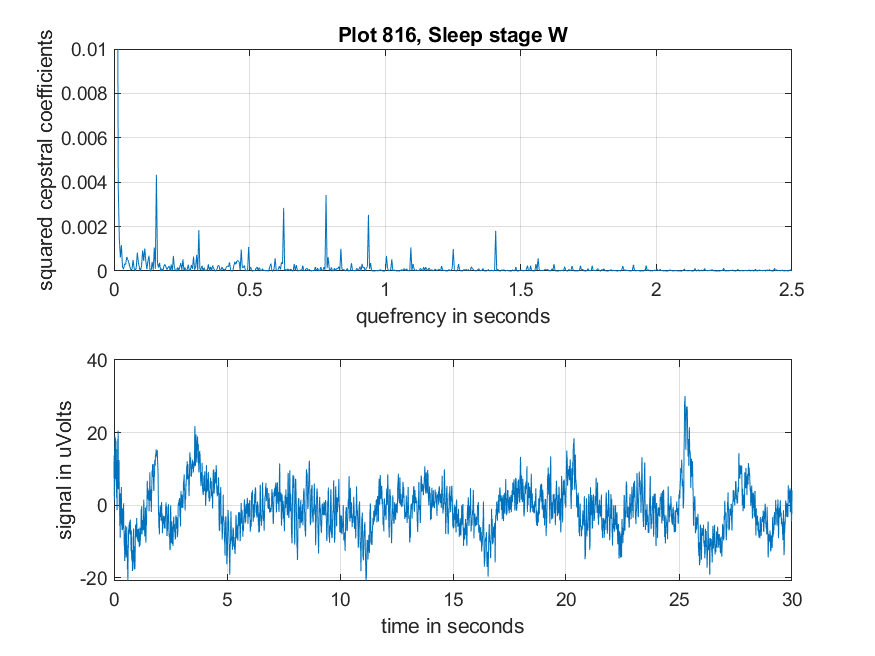 Plot 816, Sleep stage W
squared cepstral coefficients
0.01
0.008
0.006
0.004
0.002
0
0 0.5 1 1.5 2 2.5
quefrency in seconds
signal in uVolts
40
20
0
-20
0 5 10 15 20 25 30
time in seconds